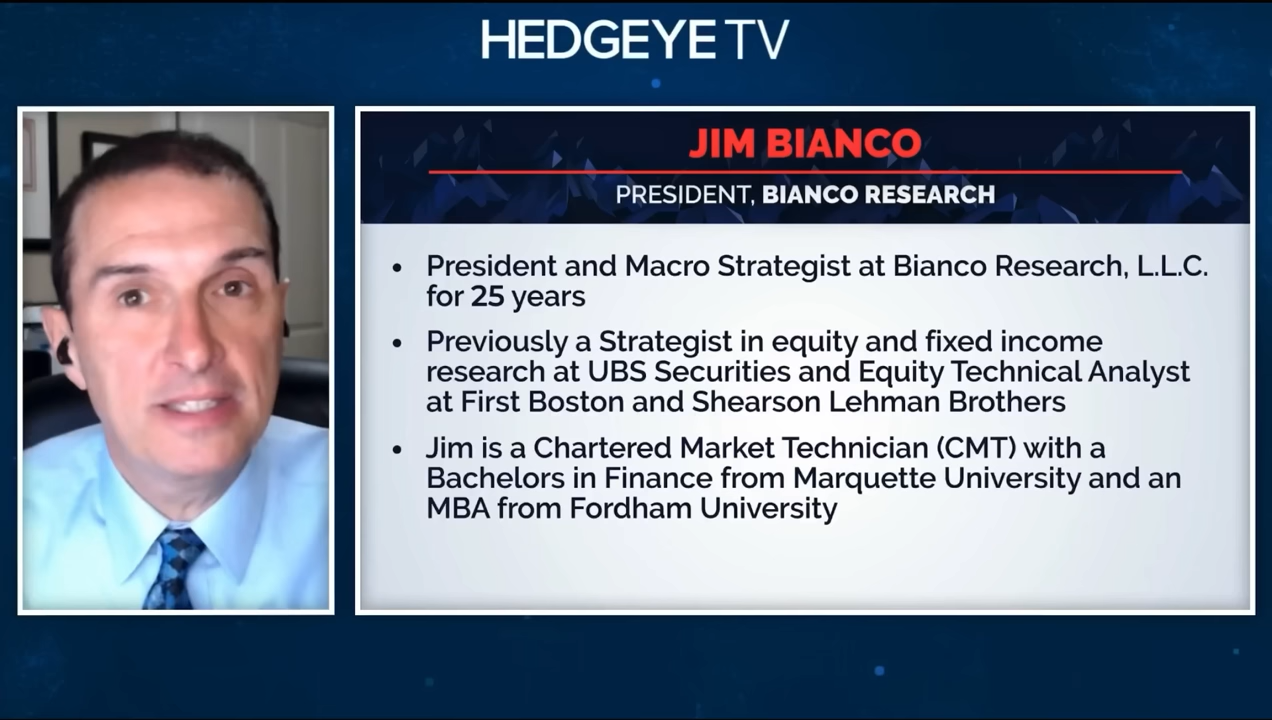 HEDGEYE TV
JIM BIANCO
PRESIDENT, BIANCO RESEARCH
• President and Macro Strategist at Bianco Research, L.L.C.
for 25 years
• Previously a Strategist in equity and fixed income
research at UBS Securities and Equity Technical Analyst
at First Boston and Shearson Lehman Brothers
• Jim is a Chartered Market Technician (CMT) with a
Bachelors in Finance from Marquette University and an
MBA from Fordham University